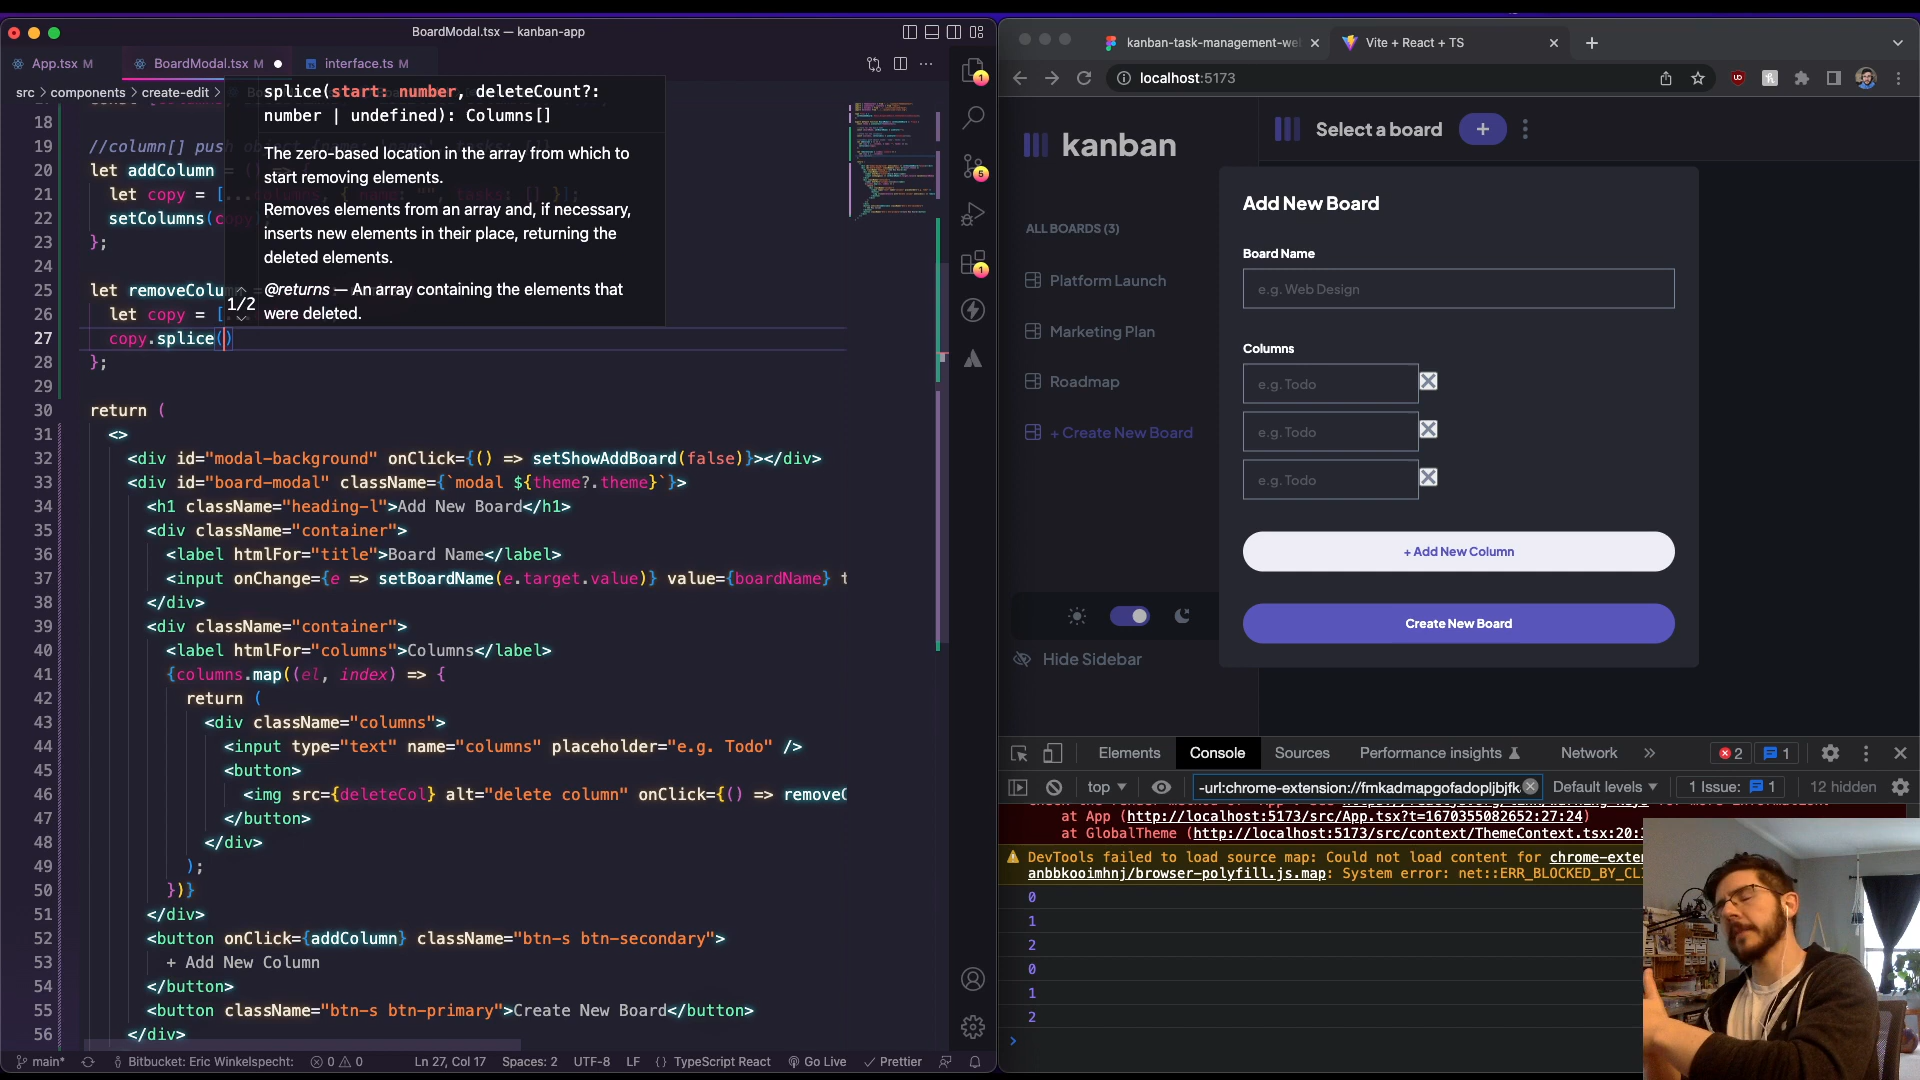 BoardModal.tsx — kanban-app
App.tsx M
BoardModal.tsx M
interface.ts M
src > components > create-edit >
splice(start: number, deleteCount?:
number | undefined): Columns[]
The zero-based location in the array from which to
start removing elements.
Removes elements from an array and, if necessary,
inserts new elements in their place, returning the
deleted elements.
@returns — An array containing the elements that
were deleted.
1/2
18
19 //column[] push
20 let addColumn =
21 let copy = [...columns, { name: "", tasks: [] }];
22 setColumns(copy
23 };
24
25 let removeColum
26 let copy = [
27 copy.splice()
28 };
29
30 return (
31 <>
32 <div id="modal-background" onClick={() => setShowAddBoard(false)}></div>
33 <div id="board-modal" className={`modal ${theme?.theme}`}>
34 <h1 className="heading-l">Add New Board</h1>
35 <div className="container">
36 <label htmlFor="title">Board Name</label>
37 <input onChange={e => setBoardName(e.target.value)} value={boardName} t
38 </div>
39 <div className="container">
40 <label htmlFor="columns">Columns</label>
41 {columns.map((el, index) => {
42 return (
43 <div className="columns">
44 <input type="text" name="columns" placeholder="e.g. Todo" />
45 <button>
46 <img src={deleteCol} alt="delete column" onClick={() => removeC
47 </button>
48 </div>
49 );
50 })}
51 </div>
52 <button onClick={addColumn} className="btn-s btn-secondary">
53 + Add New Column
54 </button>
55 <button className="btn-s btn-primary">Create New Board</button>
56 </div>
1
5
1
main* Bitbucket: Eric Winkelspecht: 0 0 Ln 27, Col 17 Spaces: 2 UTF-8 LF {} TypeScript React Go Live Prettier
kanban-task-management-we
Vite + React + TS
localhost:5173
kanban
Select a board
+
ALL BOARDS (3)
Platform Launch
Marketing Plan
Roadmap
+ Create New Board
Hide Sidebar
Add New Board
Board Name
e.g. Web Design
Columns
e.g. Todo
e.g. Todo
e.g. Todo
+ Add New Column
Create New Board
Elements Console Sources Performance insights Network » 2 1
top -url:chrome-extension://fmkadmapgofadopljbjfk Default levels 1 Issue: 1 12 hidden
at App (http://localhost:5173/src/App.tsx?t=1670355082652:27:24)
at GlobalTheme (http://localhost:5173/src/context/ThemeContext.tsx:20:
DevTools failed to load source map: Could not load content for chrome-exte
anbbkooimhnj/browser-polyfill.js.map: System error: net::ERR_BLOCKED_BY_CL
0
1
2
0
1
2